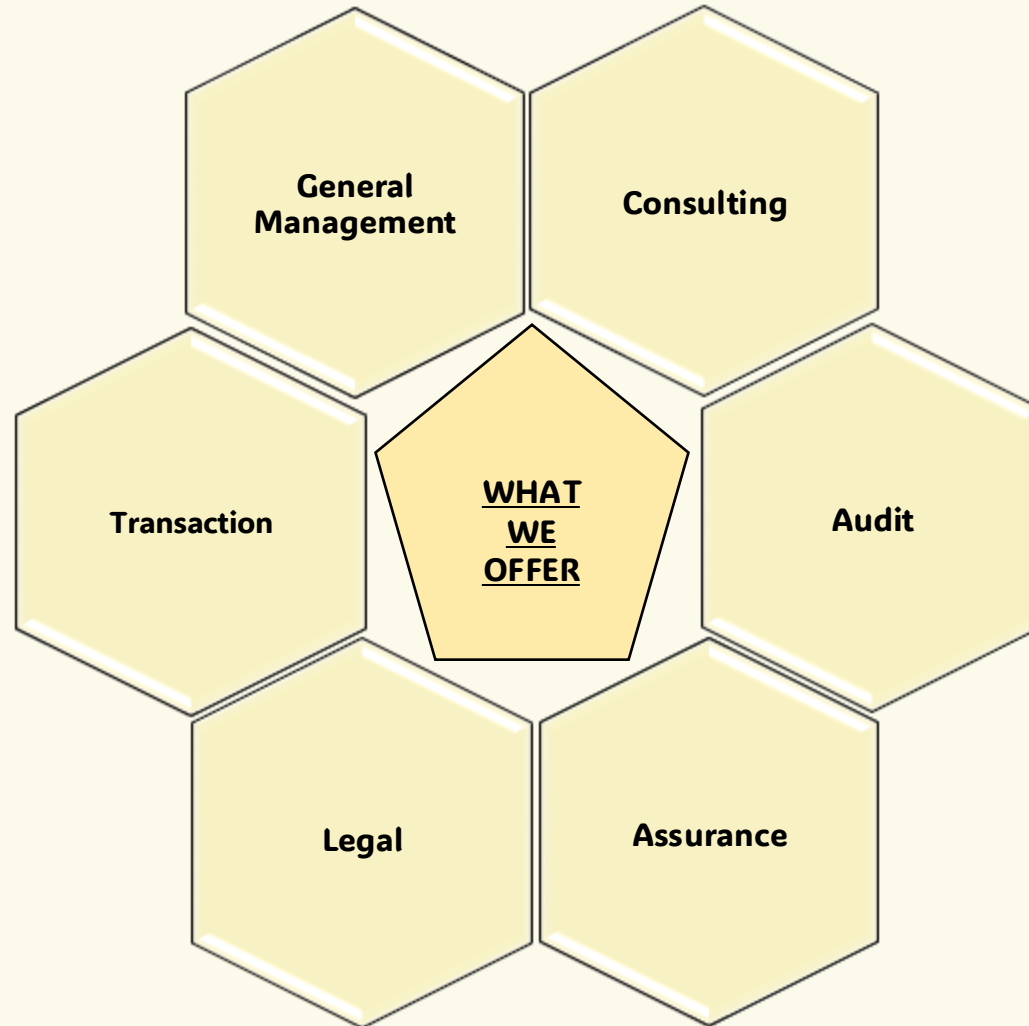 General
Management
Consulting
Transaction
WHAT
WE
OFFER
Audit
Legal
Assurance